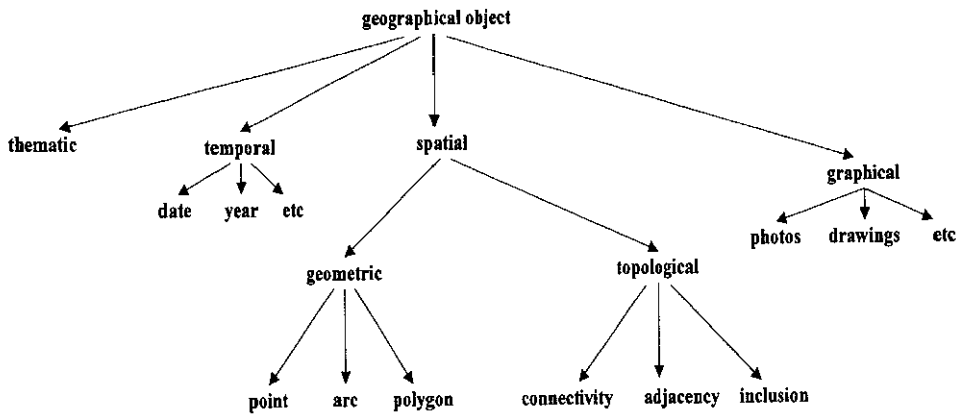 geographical object
thematic
temporal
spatial
graphical
date year etc
photos drawings etc
geometric
topological
point arc polygon
connectivity adjacency inclusion